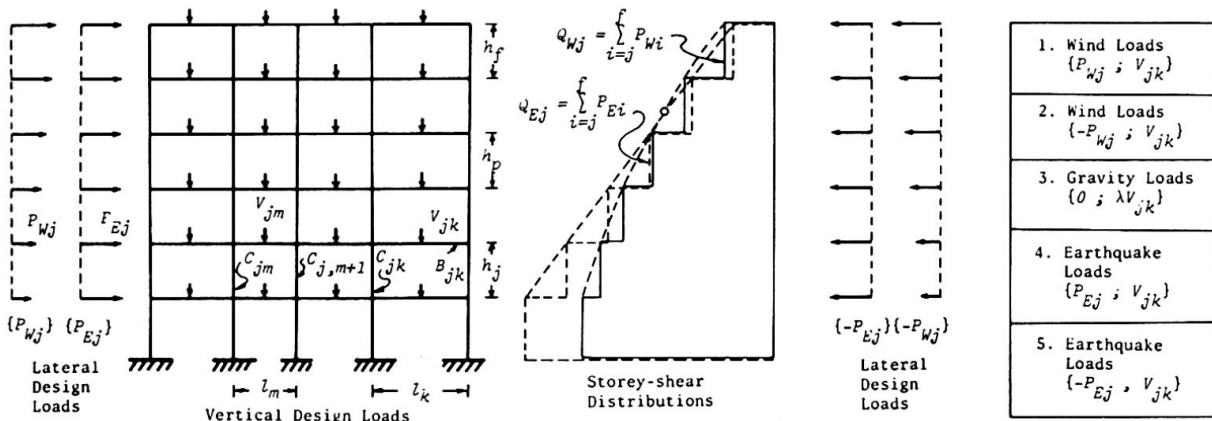 h_f
h_p
h_j
P_Wj
F_Ej
V_jm
V_jk
C_jm
C_j,m+1
C_jk
B_jk
{P_Wj} {P_Ej}
Lateral
Design
Loads
l_m
l_k
Vertical Design Loads
Q_Wj = Σ_{i=j}^{f} P_Wi
Q_Ej = Σ_{i=j}^{f} P_Ei
Storey-shear
Distributions
{-P_Ej}{-P_Wj}
Lateral
Design
Loads
1. Wind Loads
{P_Wj ; V_jk}
2. Wind Loads
{-P_Wj ; V_jk}
3. Gravity Loads
{0 ; λV_jk}
4. Earthquake
Loads
{P_Ej ; V_jk}
5. Earthquake
Loads
{-P_Ej , V_jk}